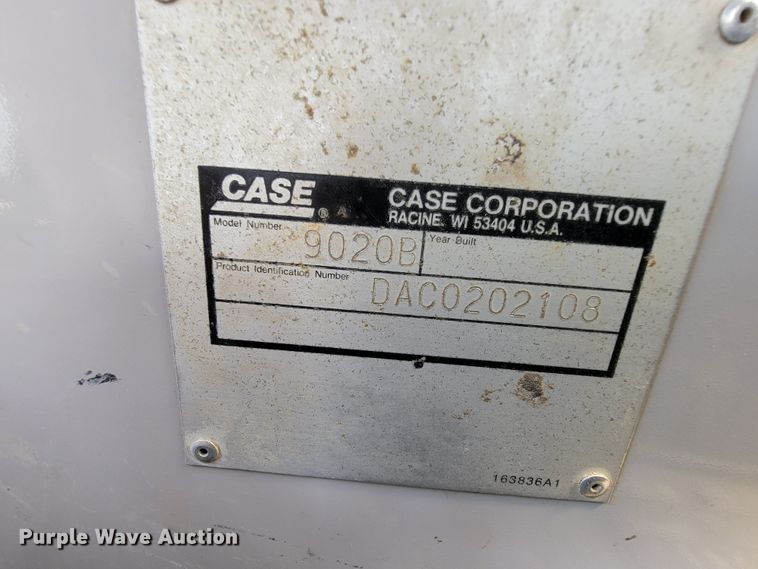 CASE ® CASE CORPORATION
RACINE, WI 53404 U.S.A.
Model Number 9020B Year Built
Product Identification Number DAC0202108
163836A1
Purple Wave Auction